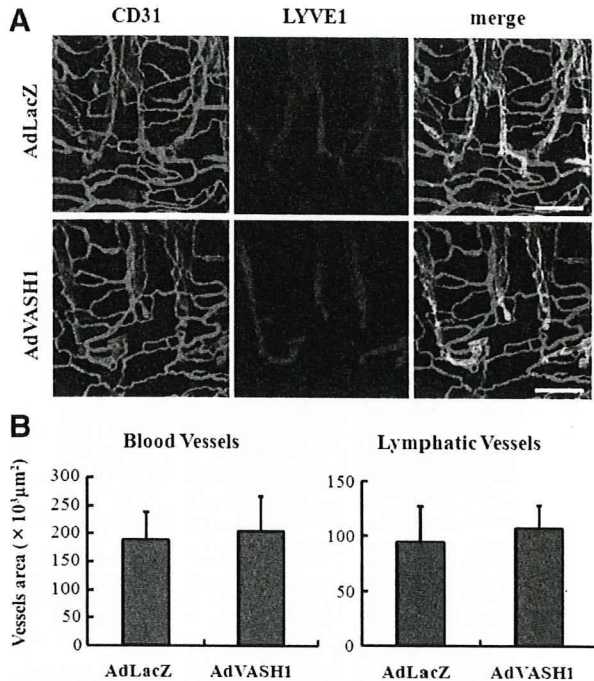 A
CD31 LYVE1 merge
AdLacZ
AdVASH1
B
Blood Vessels
Lymphatic Vessels
Vessels area (×10³μm²)
300
250
200
150
100
50
0
AdLacZ AdVASH1
150
100
50
0
AdLacZ AdVASH1